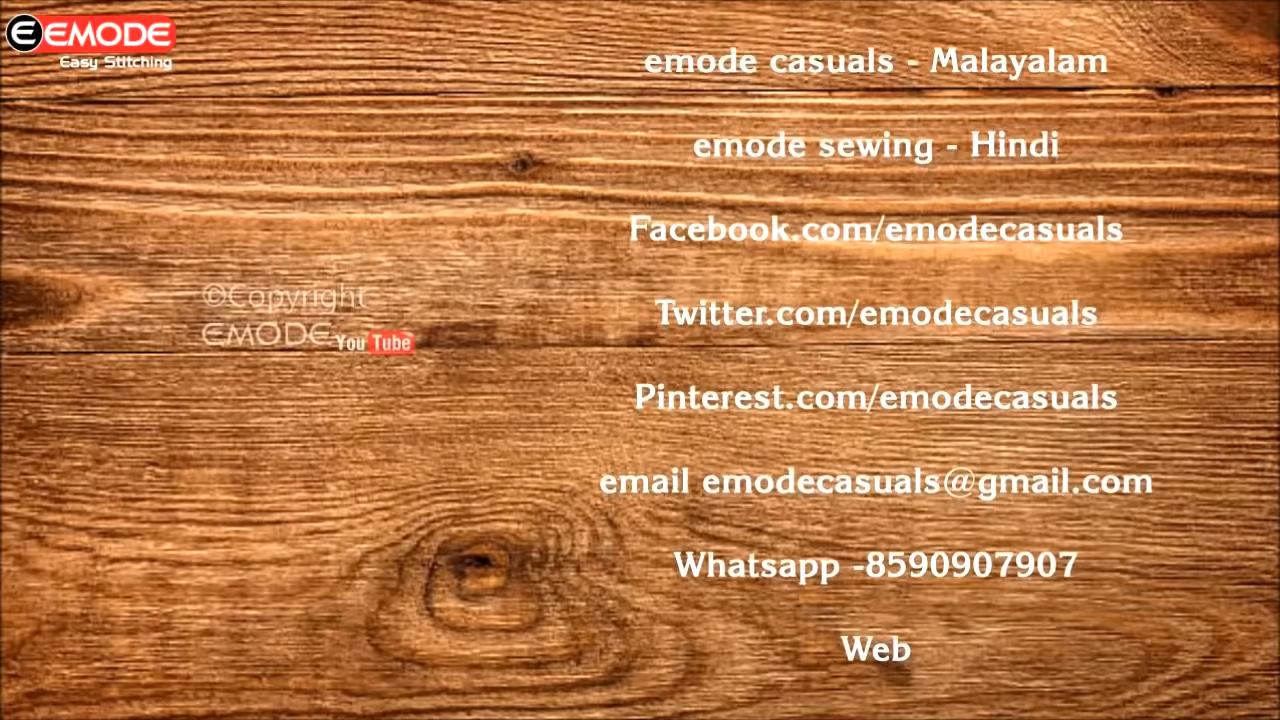 EMODE
Easy Stitching
emode casuals - Malayalam
emode sewing - Hindi
Facebook.com/emodecasuals
©Copyright
EMODE YouTube
Twitter.com/emodecasuals
Pinterest.com/emodecasuals
email emodecasuals@gmail.com
Whatsapp -8590907907
Web